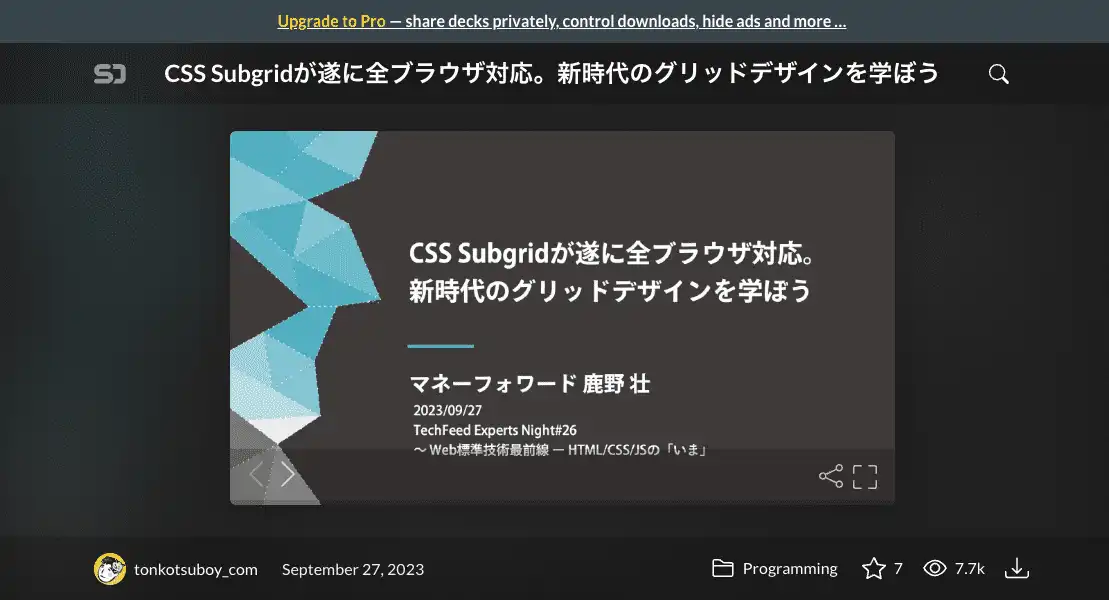 Upgrade to Pro — share decks privately, control downloads, hide ads and more …
SD CSS Subgridが遂に全ブラウザ対応。新時代のグリッドデザインを学ぼう
CSS Subgridが遂に全ブラウザ対応。
新時代のグリッドデザインを学ぼう
マネーフォワード 鹿野 壮
2023/09/27
TechFeed Experts Night#26
〜 Web標準技術最前線 ー HTML/CSS/JSの「いま」
tonkotsuboy_com September 27, 2023 Programming 7 7.7k